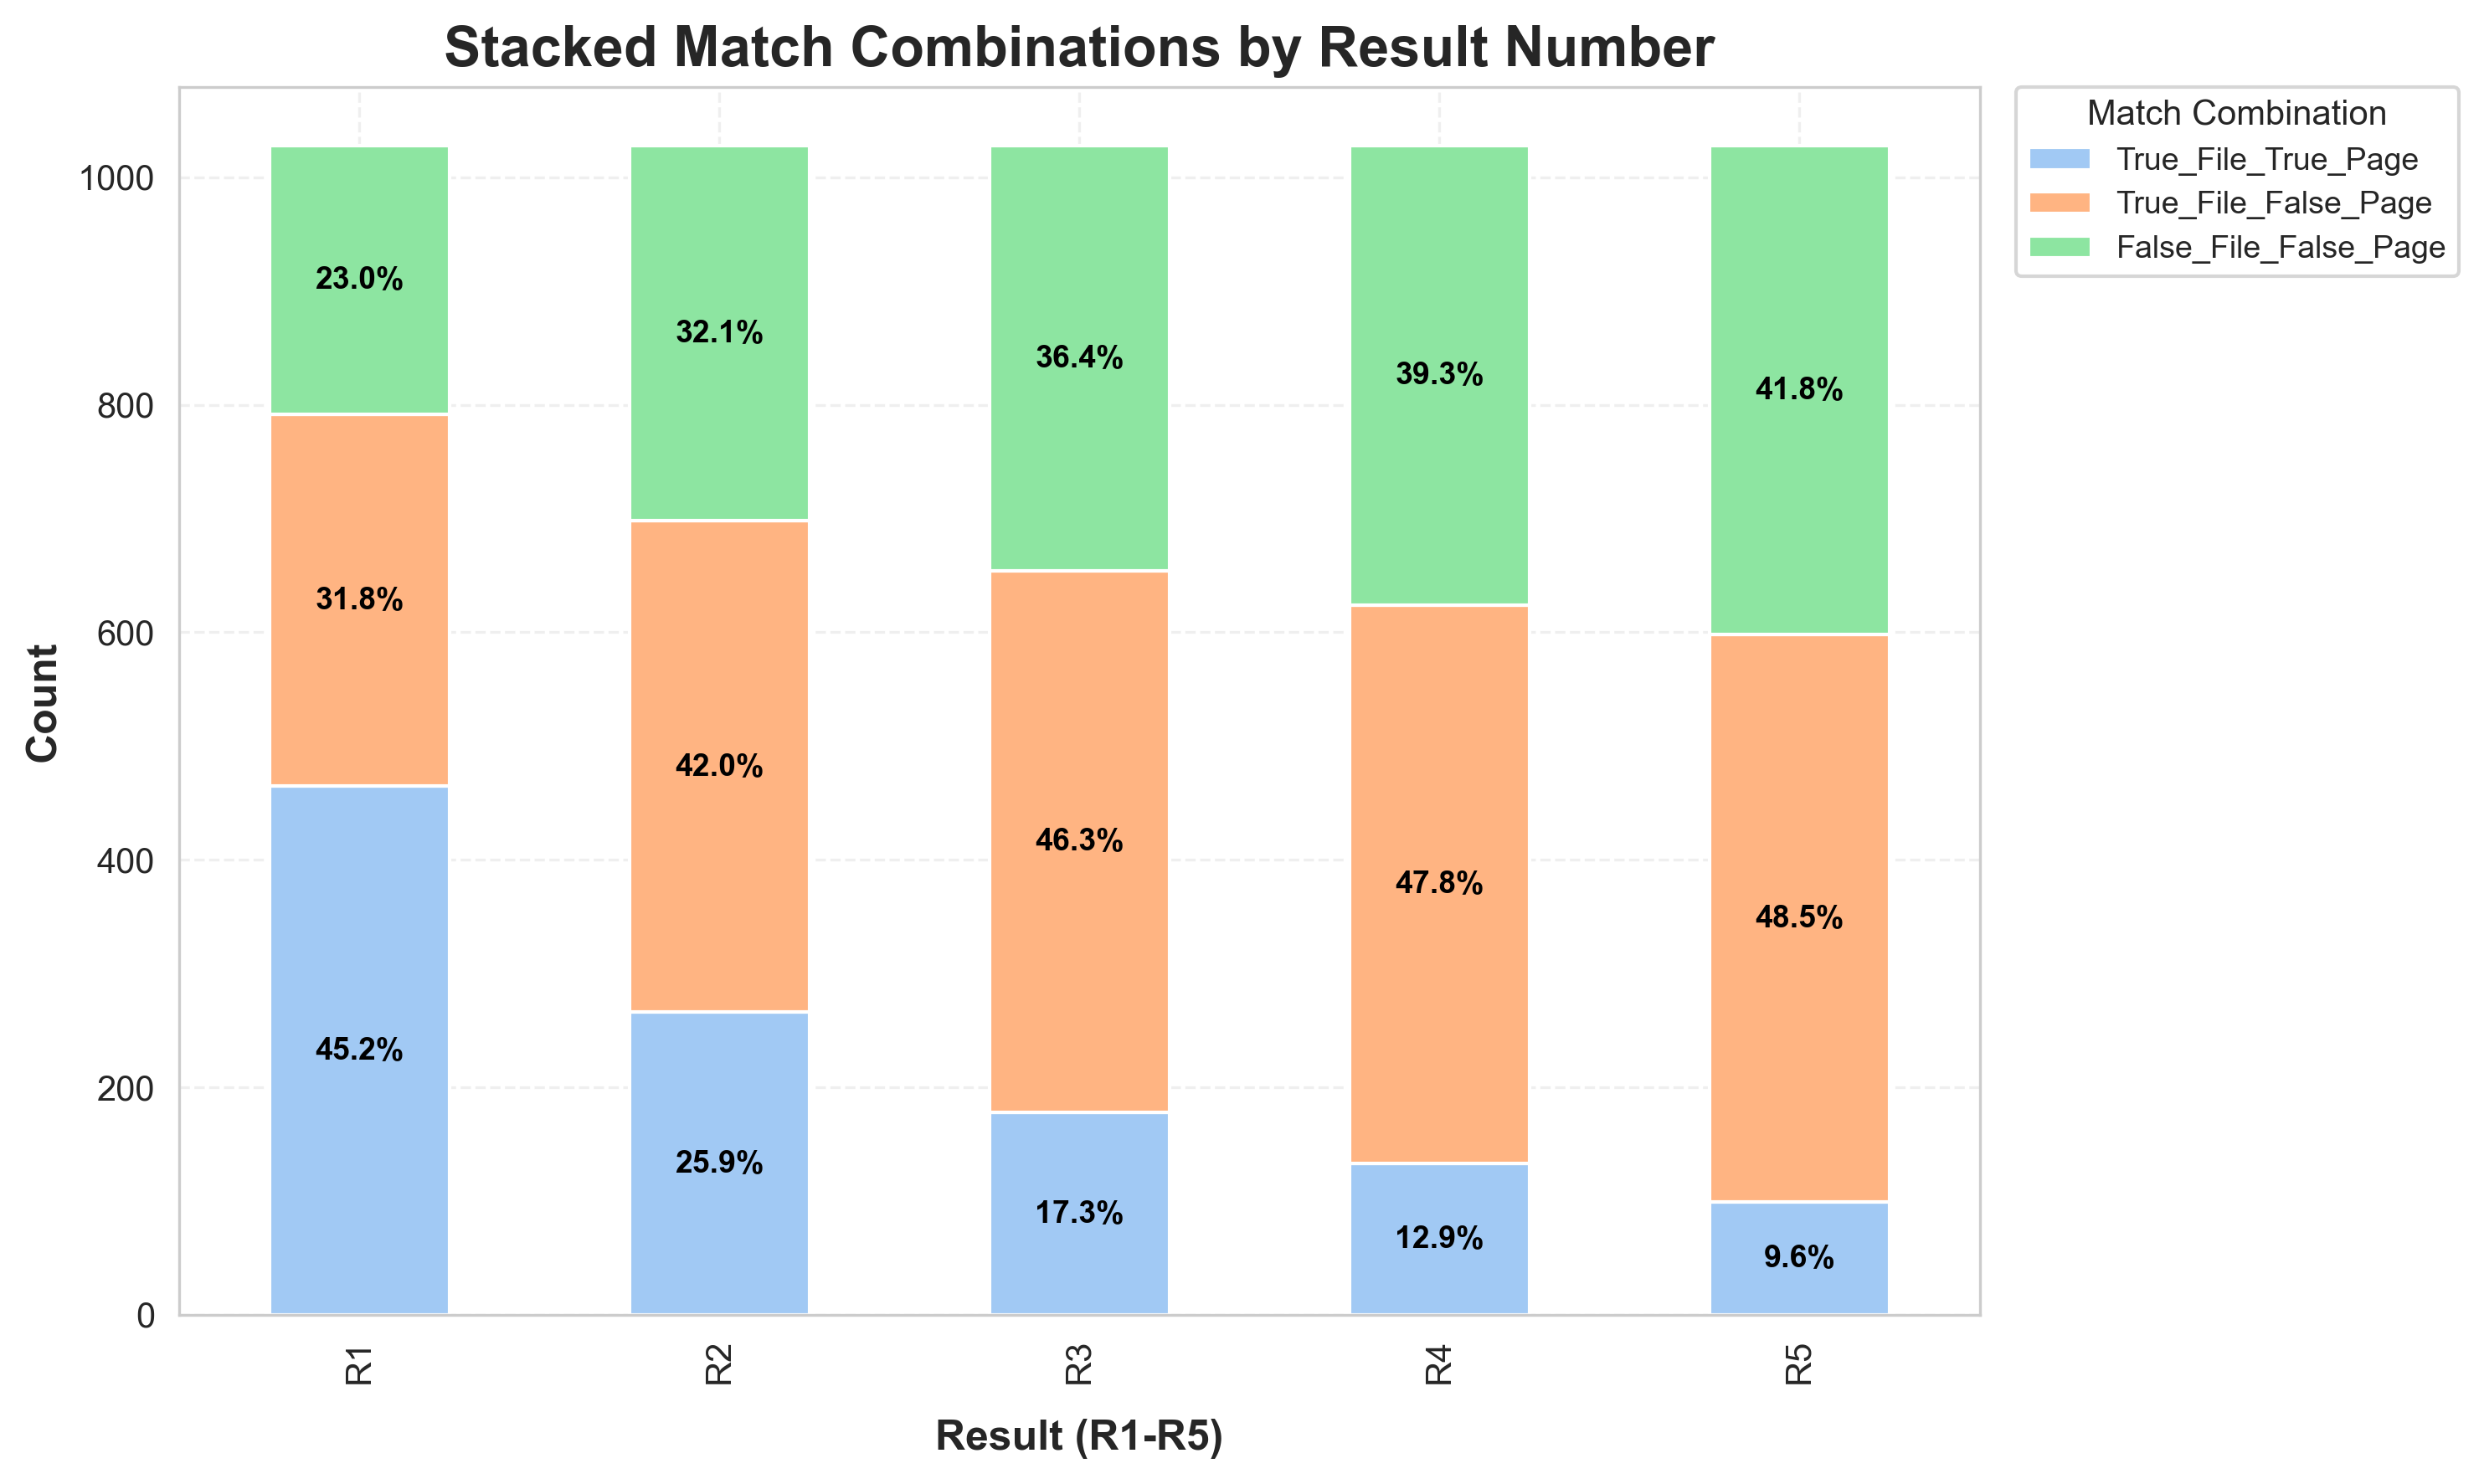 Stacked Match Combinations by Result Number
Match Combination
True_File_True_Page
True_File_False_Page
False_File_False_Page
Count
1000
800
600
400
200
0
23.0%
31.8%
45.2%
32.1%
42.0%
25.9%
36.4%
46.3%
17.3%
39.3%
47.8%
12.9%
41.8%
48.5%
9.6%
R1
R2
R3
R4
R5
Result (R1-R5)